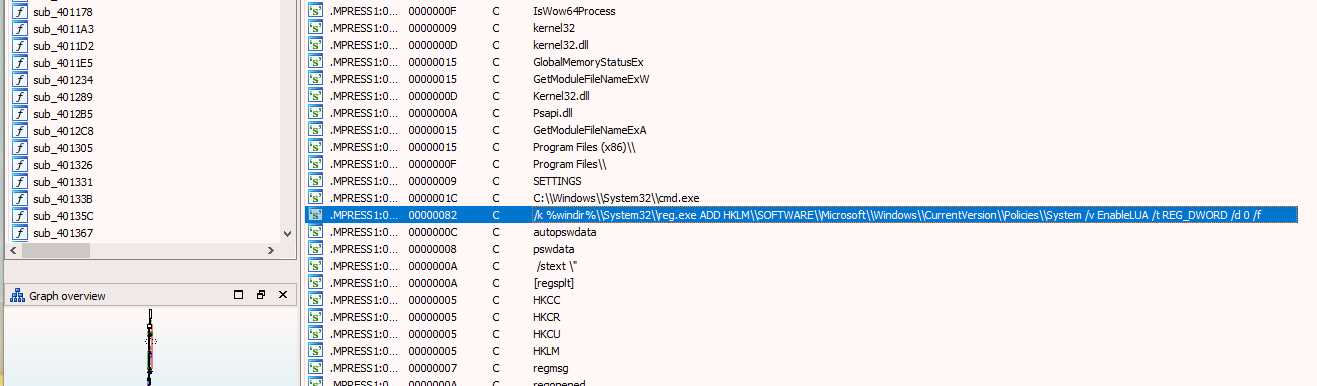 sub_401178
sub_4011A3
sub_4011D2
sub_4011E5
sub_401234
sub_401289
sub_4012B5
sub_4012C8
sub_401305
sub_401326
sub_401331
sub_40133B
sub_40135C
sub_401367
Graph overview
.MPRESS1:0... 0000000F C IsWow64Process
.MPRESS1:0... 00000009 C kernel32
.MPRESS1:0... 0000000D C kernel32.dll
.MPRESS1:0... 00000015 C GlobalMemoryStatusEx
.MPRESS1:0... 00000015 C GetModuleFileNameExW
.MPRESS1:0... 0000000D C Kernel32.dll
.MPRESS1:0... 0000000A C Psapi.dll
.MPRESS1:0... 00000015 C GetModuleFileNameExA
.MPRESS1:0... 00000015 C Program Files (x86)\\
.MPRESS1:0... 0000000F C Program Files\\
.MPRESS1:0... 00000009 C SETTINGS
.MPRESS1:0... 0000001C C C:\\Windows\\System32\\cmd.exe
.MPRESS1:0... 00000082 C /k %windir%\\System32\\reg.exe ADD HKLM\\SOFTWARE\\Microsoft\\Windows\\CurrentVersion\\Policies\\System /v EnableLUA /t REG_DWORD /d 0 /f
.MPRESS1:0... 0000000C C autopswdata
.MPRESS1:0... 00000008 C pswdata
.MPRESS1:0... 0000000A C /stext \"
.MPRESS1:0... 0000000A C [regsplt]
.MPRESS1:0... 00000005 C HKCC
.MPRESS1:0... 00000005 C HKCR
.MPRESS1:0... 00000005 C HKCU
.MPRESS1:0... 00000005 C HKLM
.MPRESS1:0... 00000007 C regmsg
.MPRESS1:0... 0000000A C regopened